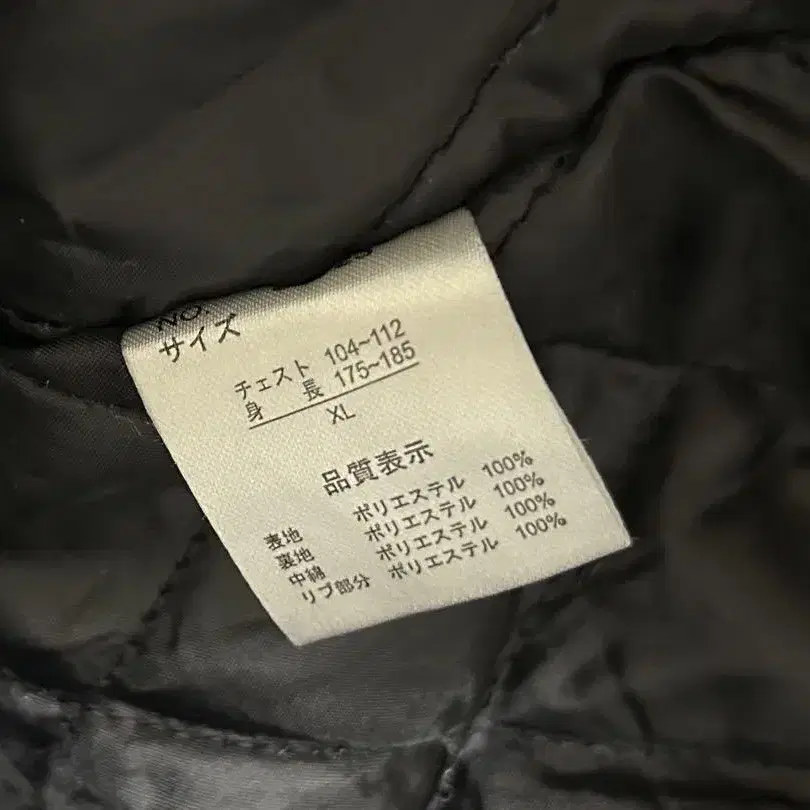 NO.
サイズ
チェスト 104~112
身 長 175~185
XL
品質表示
表地 ポリエステル 100%
裏地 ポリエステル 100%
中綿 ポリエステル 100%
リブ部分 ポリエステル 100%